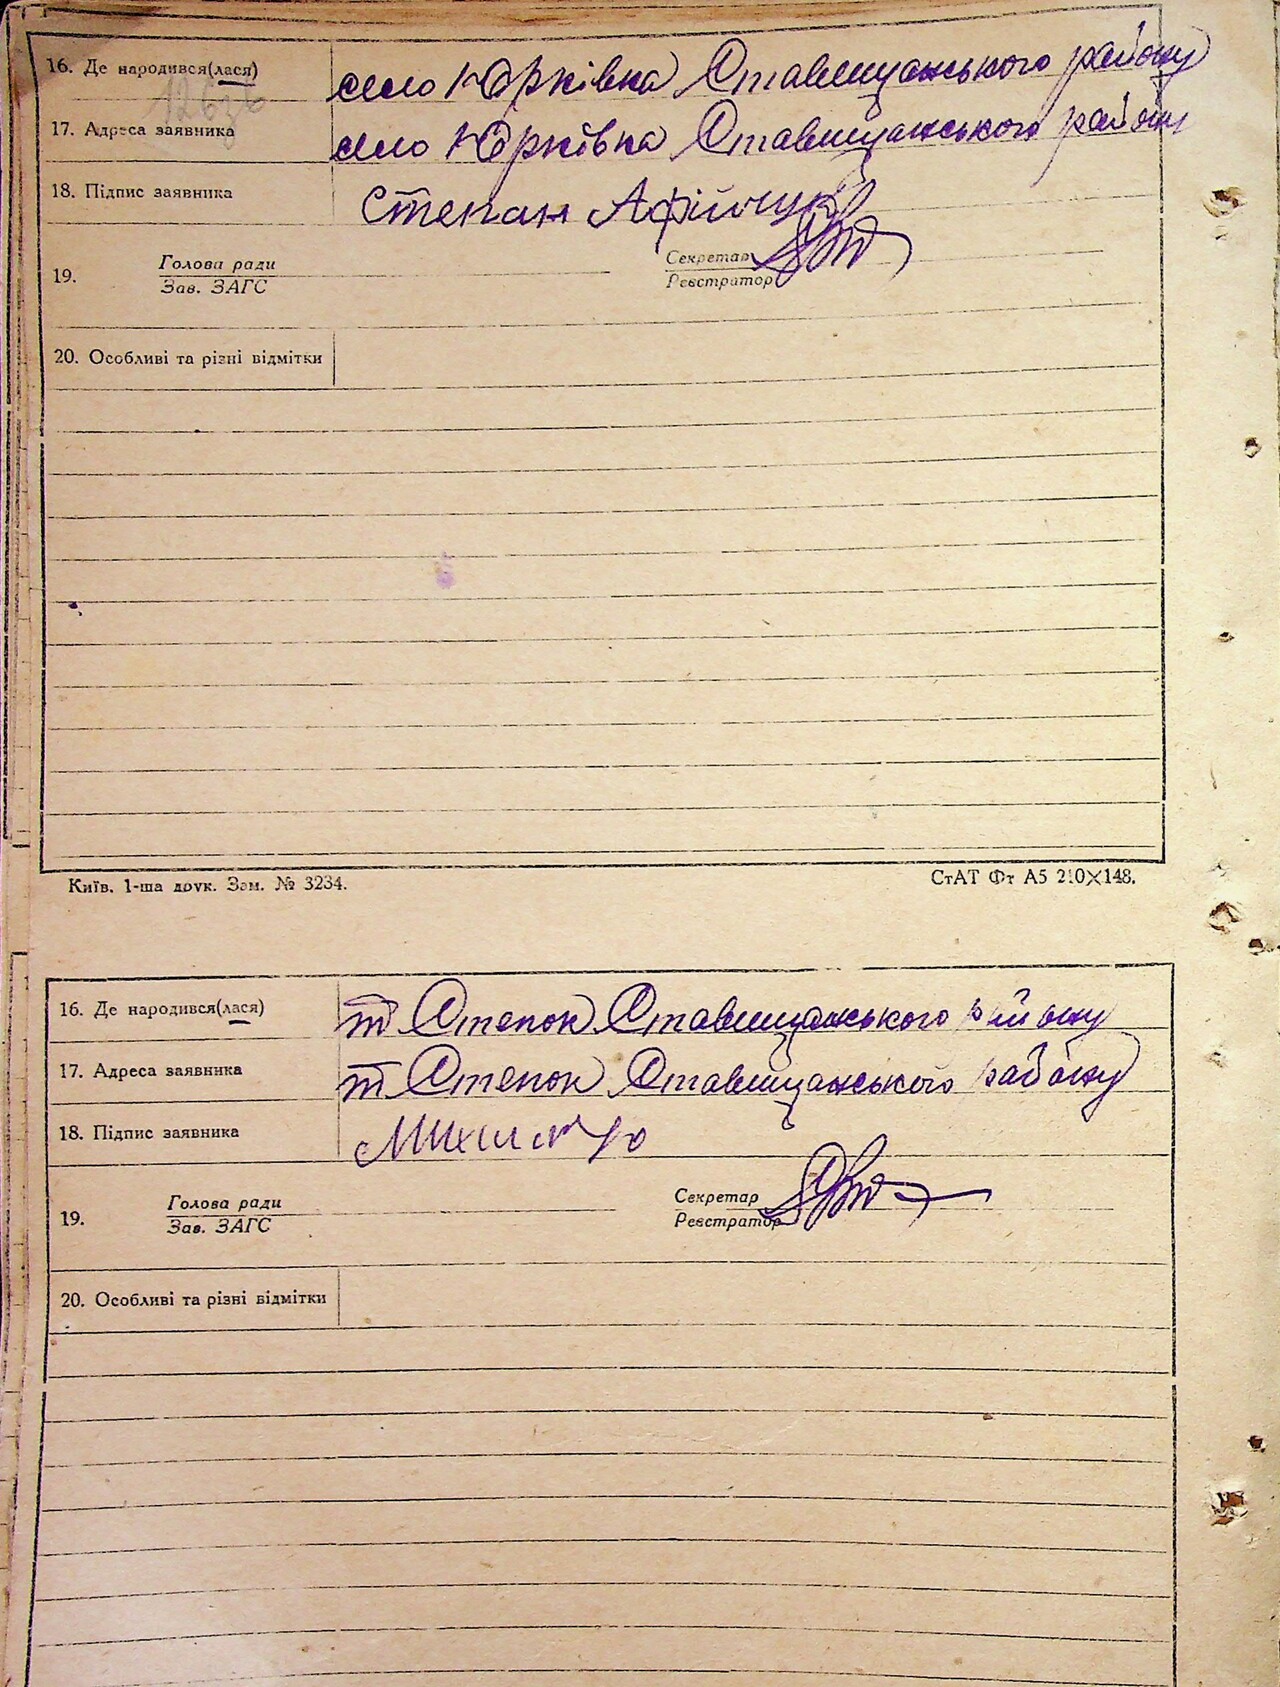 16. Де народився(лася) село Юрківка Ставищанського району
126зв
17. Адреса заявника село Юрківка Ставищанського району
18. Підпис заявника Степан Афійчук
Голова ради Секретар
19.
Зав. ЗАГС Реєстратор
20. Особливі та різні відмітки
Київ. 1-ша друк. Зам. № 3234. СтАТ Фт А5 210×148.
16. Де народився(лася) т Степок Ставищанського району
17. Адреса заявника т Степок Ставищанського району
18. Підпис заявника
Голова ради Секретар
19.
Зав. ЗАГС Реєстратор
20. Особливі та різні відмітки